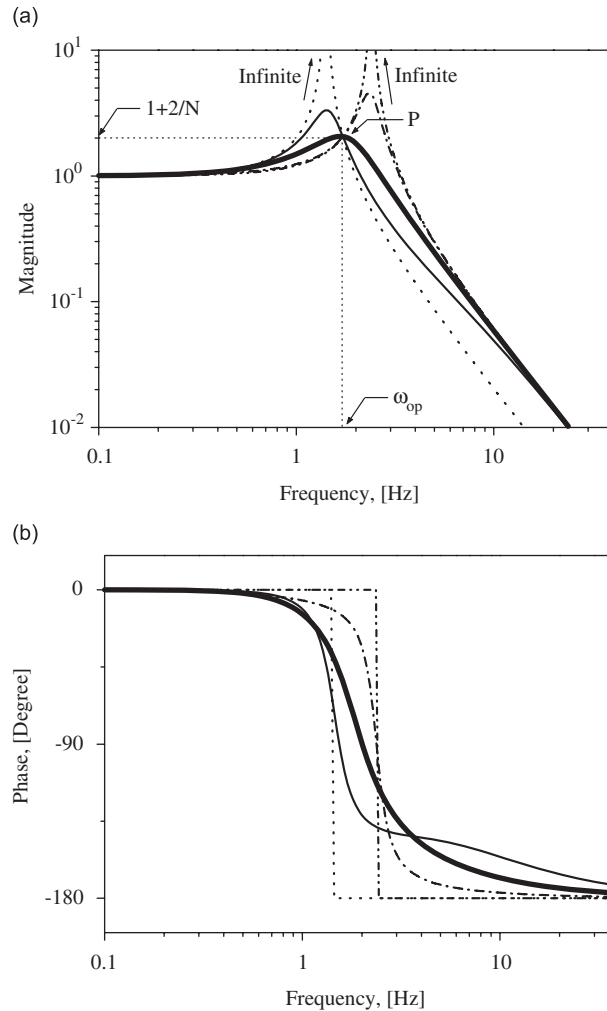 (a)
10^1
Infinite
Infinite
1+2/N
P
10^0
Magnitude
10^-1
ω_op
10^-2
0.1
1
10
Frequency, [Hz]
(b)
0
Phase, [Degree]
-90
-180
0.1
1
10
Frequency, [Hz]